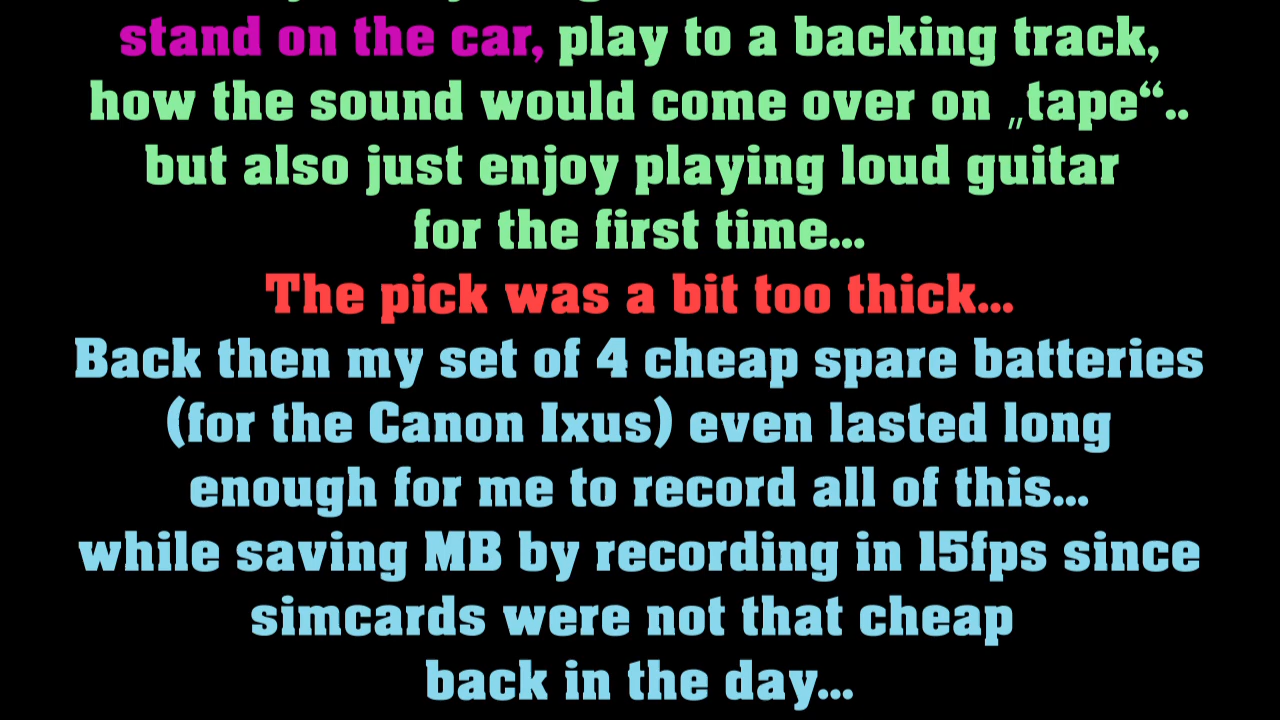 stand on the car, play to a backing track,
how the sound would come over on „tape“..
but also just enjoy playing loud guitar
for the first time...
The pick was a bit too thick...
Back then my set of 4 cheap spare batteries
(for the Canon Ixus) even lasted long
enough for me to record all of this...
while saving MB by recording in 15fps since
simcards were not that cheap
back in the day...